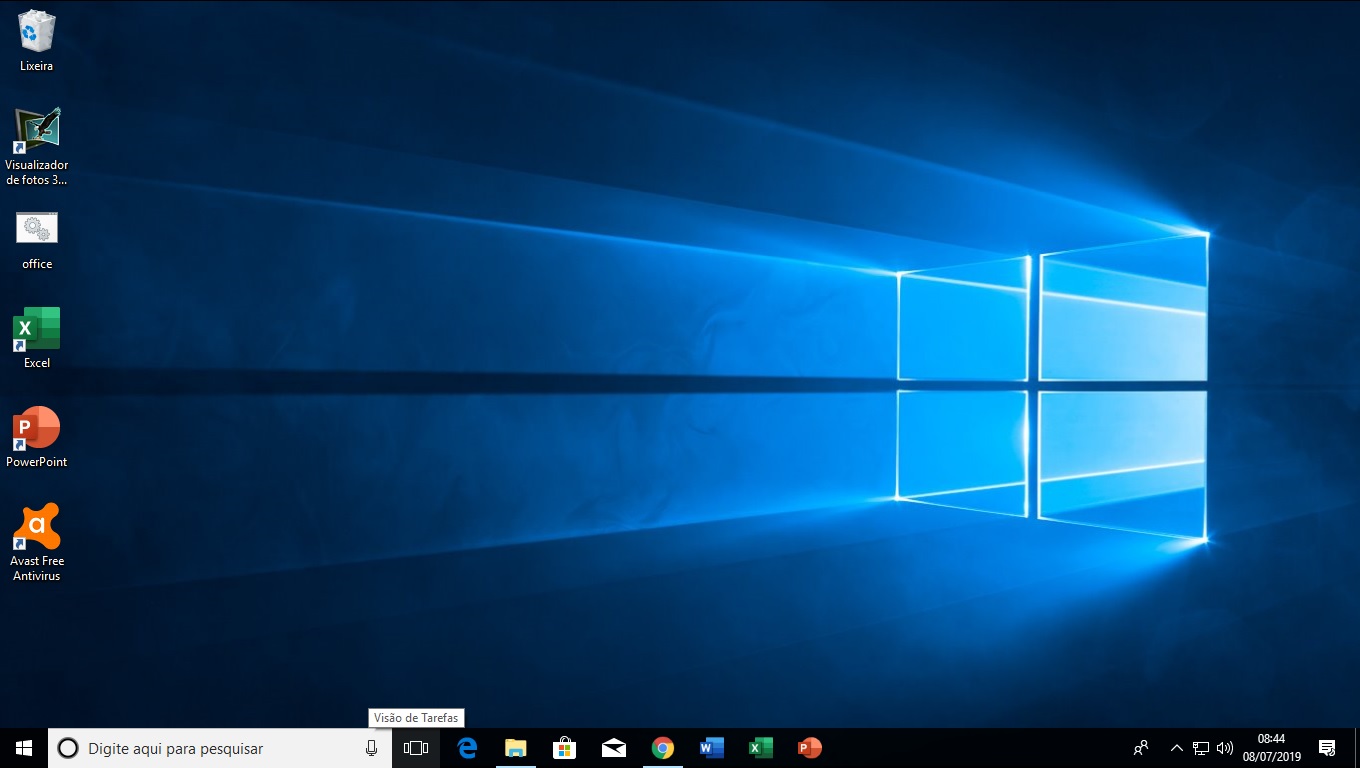 Lixeira
Visualizador
de fotos 3...
office
Excel
PowerPoint
Avast Free
Antivirus
Visão de Tarefas
Digite aqui para pesquisar
08:44
08/07/2019